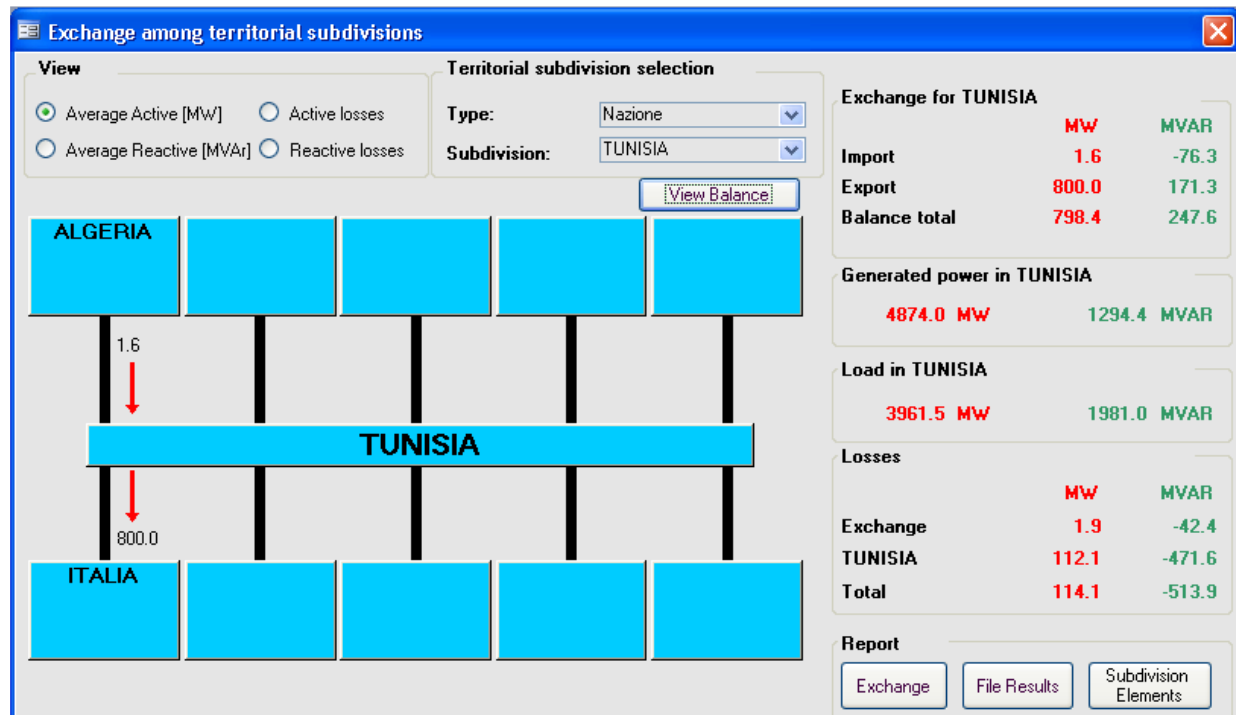 Exchange among territorial subdivisions
View
Average Active [MW] Active losses
Average Reactive [MVAr] Reactive losses
Territorial subdivision selection
Type: Nazione
Subdivision: TUNISIA
View Balance
ALGERIA
1.6
TUNISIA
800.0
ITALIA
Exchange for TUNISIA
MW MVAR
Import 1.6 -76.3
Export 800.0 171.3
Balance total 798.4 247.6
Generated power in TUNISIA
4874.0 MW 1294.4 MVAR
Load in TUNISIA
3961.5 MW 1981.0 MVAR
Losses
MW MVAR
Exchange 1.9 -42.4
TUNISIA 112.1 -471.6
Total 114.1 -513.9
Report
Exchange
File Results
Subdivision
Elements